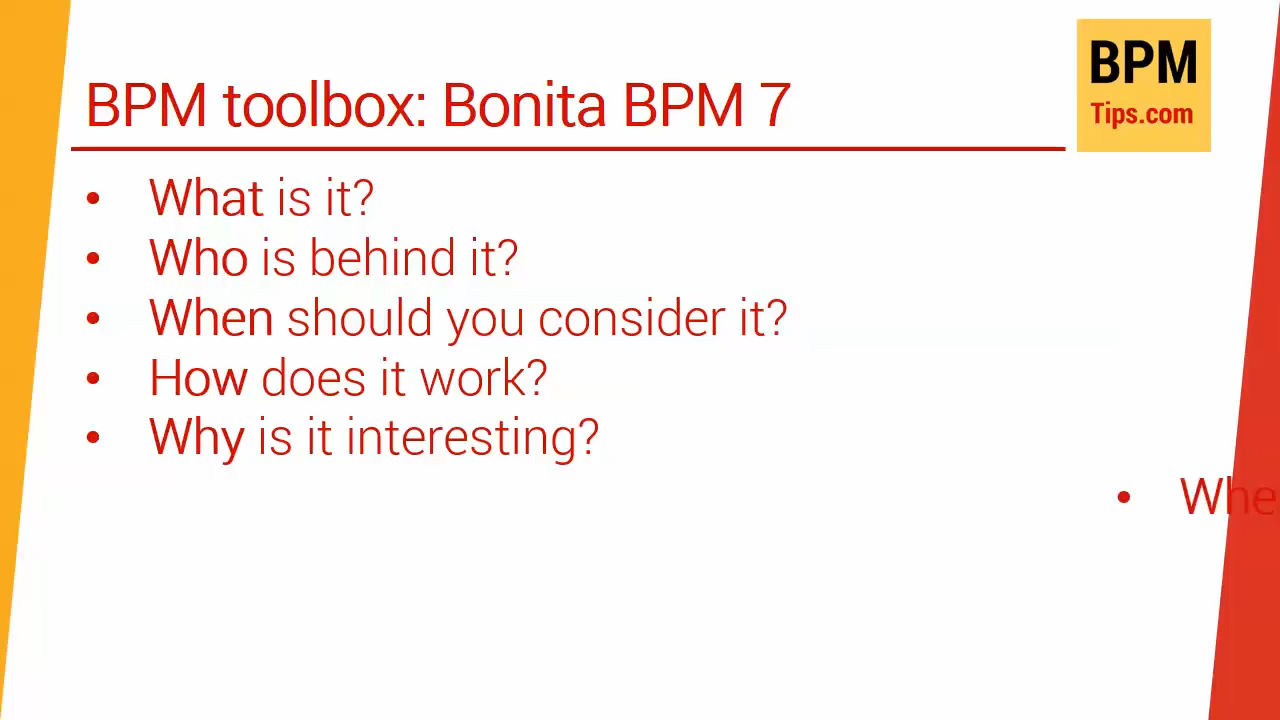 BPM
Tips.com
BPM toolbox: Bonita BPM 7
• What is it?
• Who is behind it?
• When should you consider it?
• How does it work?
• Why is it interesting?
• Whe